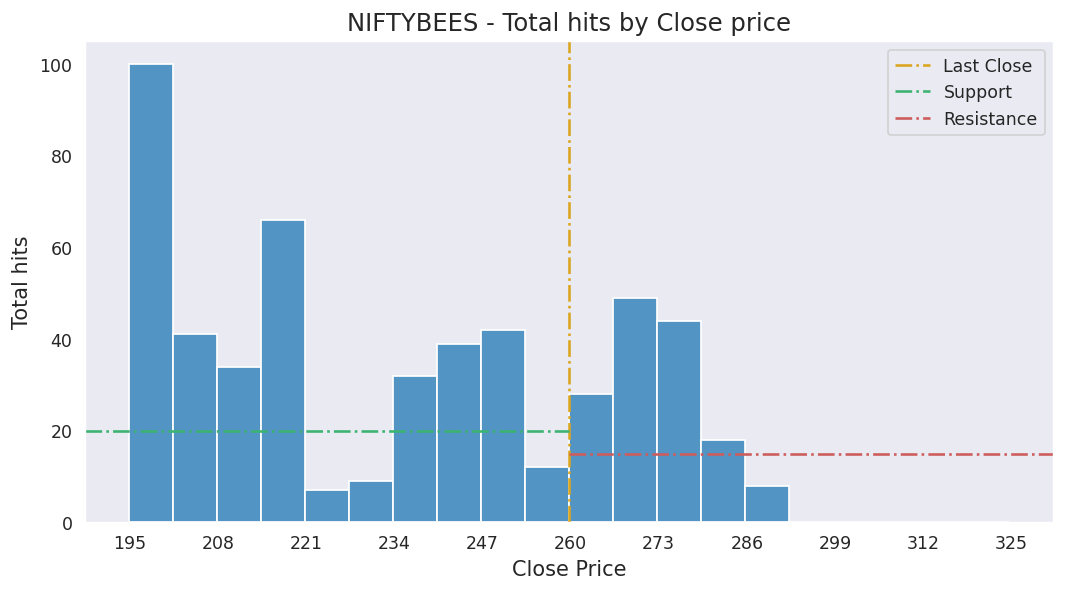 NIFTYBEES - Total hits by Close price
Last Close
Support
Resistance
Total hits
100
80
60
40
20
0
195 208 221 234 247 260 273 286 299 312 325
Close Price